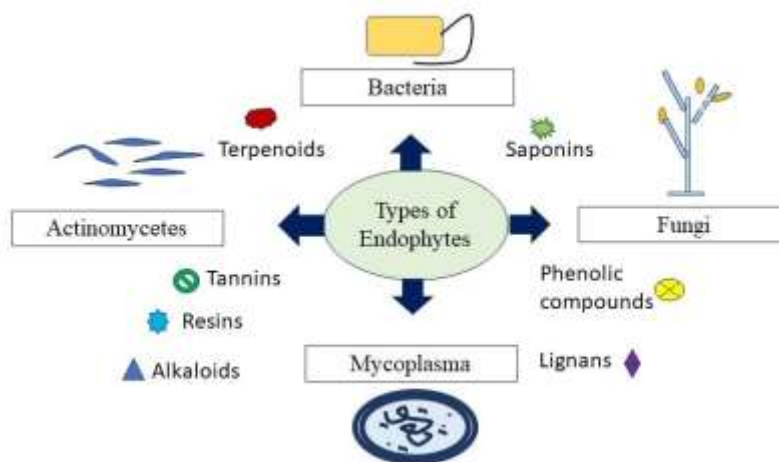 Bacteria
Terpenoids
Saponins
Actinomycetes
Types of
Endophytes
Fungi
Tannins
Phenolic
compounds
Resins
Alkaloids
Mycoplasma
Lignans